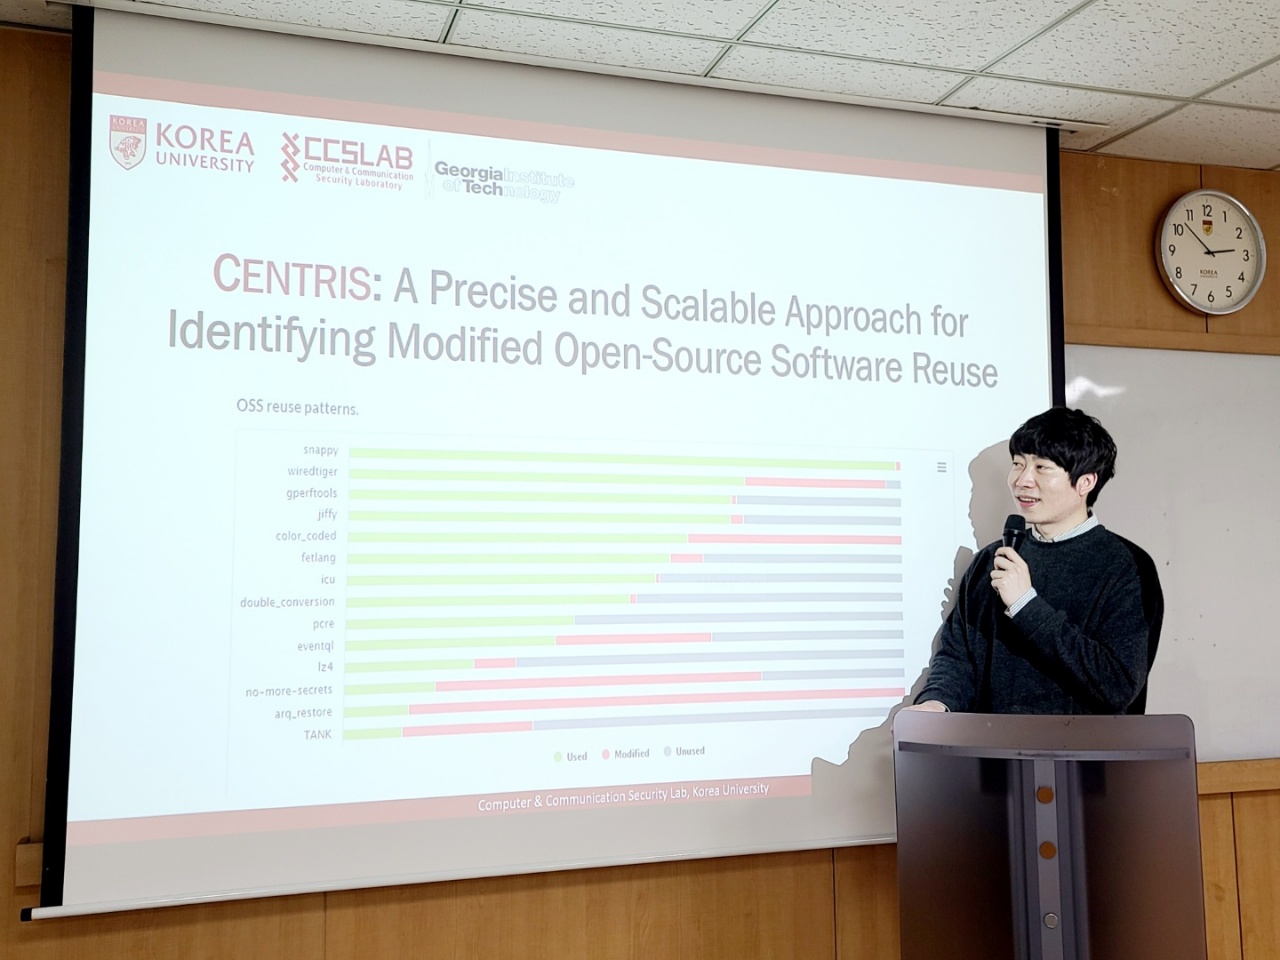 KOREA
KOREA
UNIVERSITY
CCSLAB
Computer & Communication
Security Laboratory
Georgia Institute
of Technology
CENTRIS: A Precise and Scalable Approach for
Identifying Modified Open-Source Software Reuse
OSS reuse patterns.
snappy
wiredtiger
gperftools
jiffy
color_coded
fetlang
icu
double_conversion
pcre
eventql
lz4
no-more-secrets
arq_restore
TANK
Used Modified Unused
Computer & Communication Security Lab, Korea University
12
11 1
10 2
9 3
8 4
7 6 5
KOREA